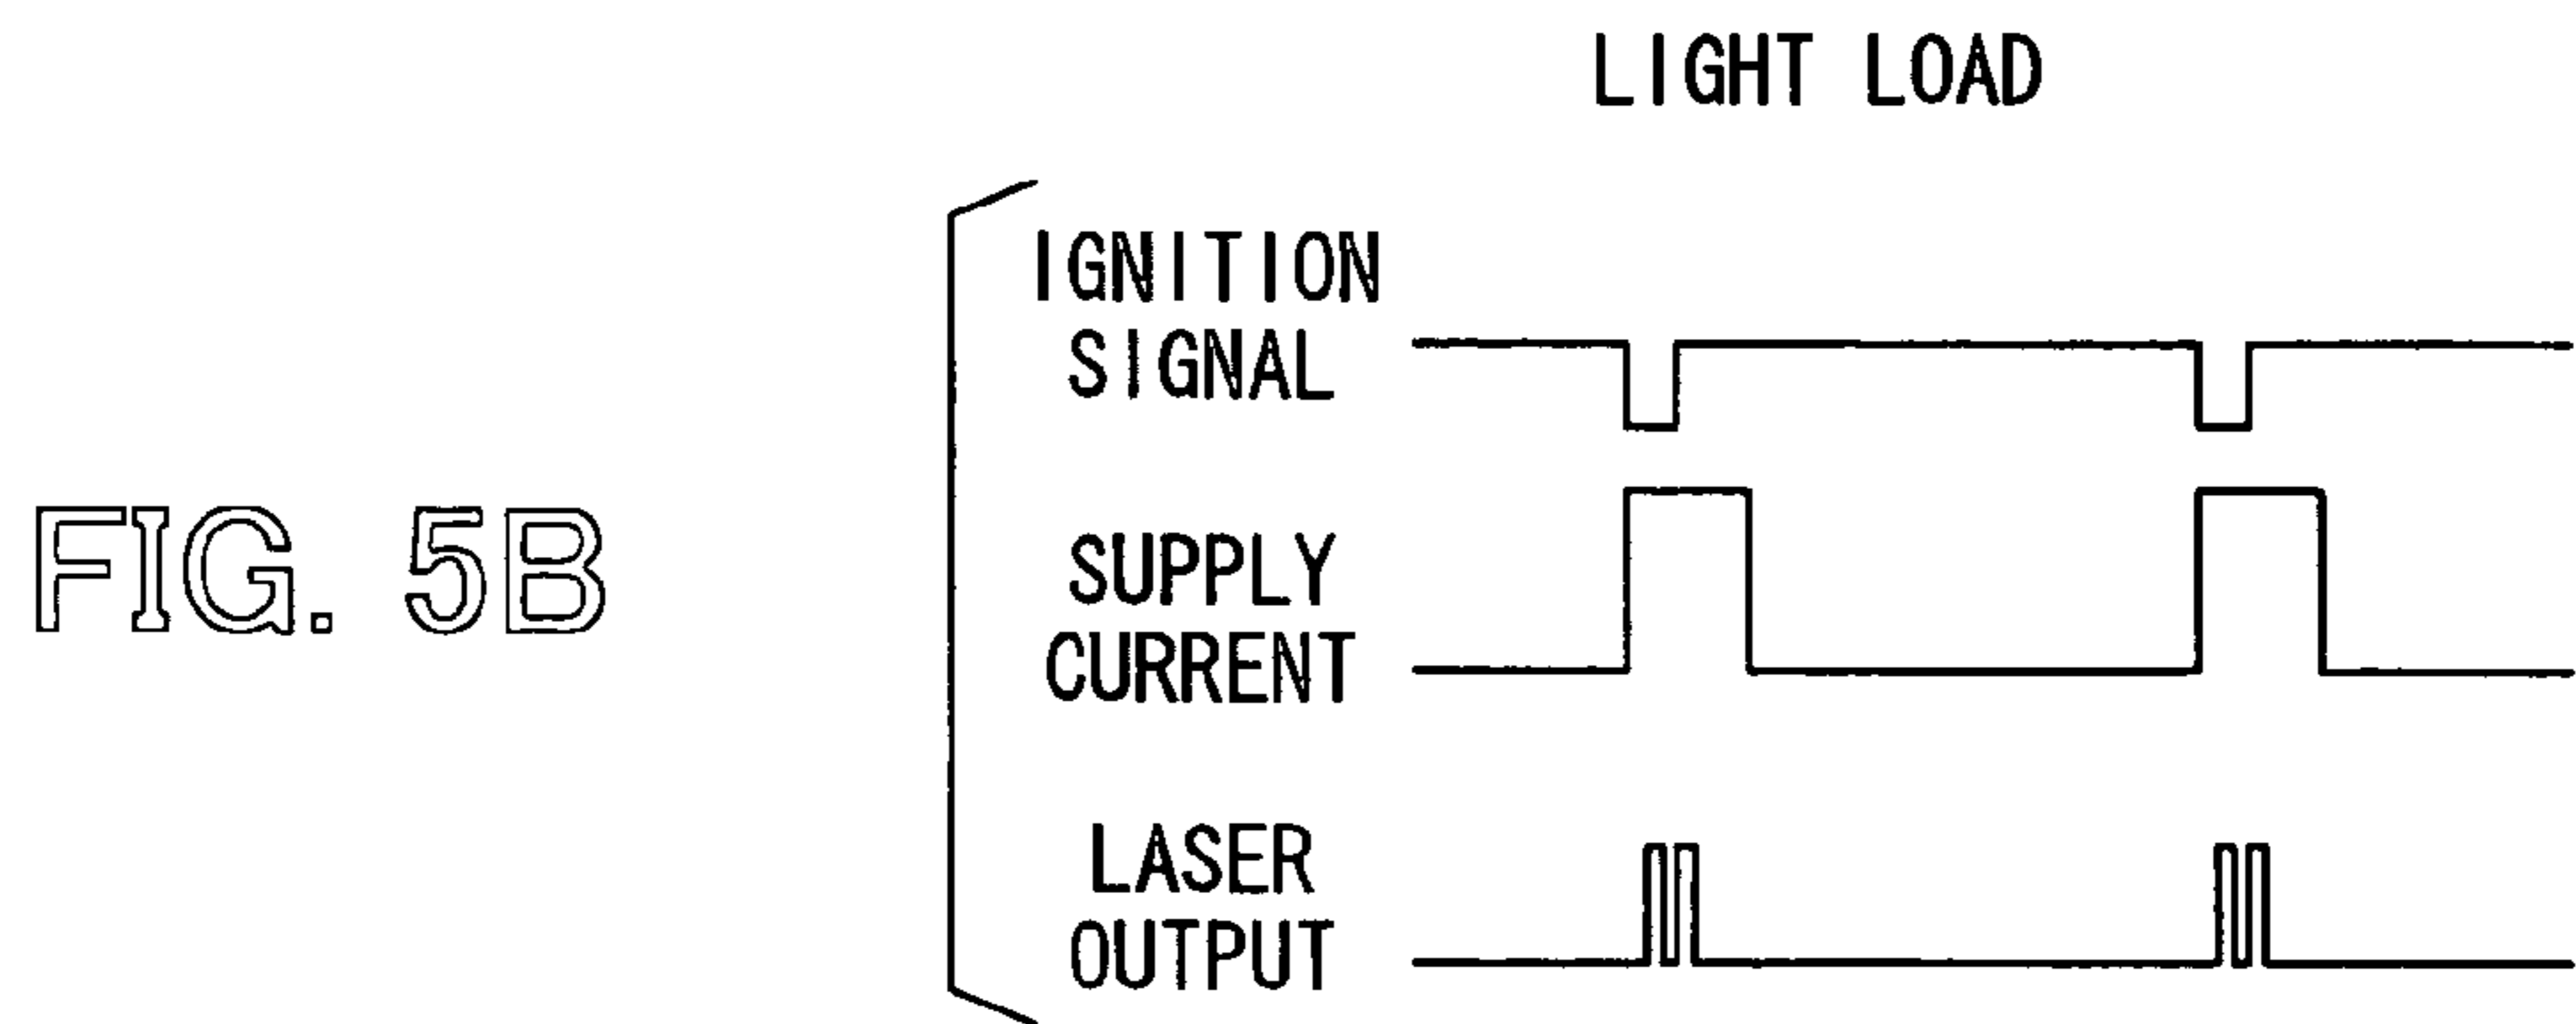 LIGHT LOAD
IGNITION
SIGNAL
FIG. 5B
SUPPLY
CURRENT
LASER
OUTPUT